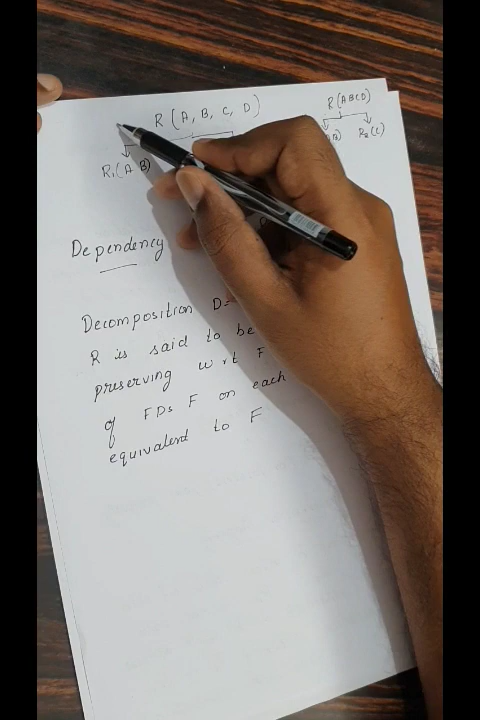 R (A, B, C, D)
R (ABCD)
R₁(A B)
R₂(C)
Dependency
Decomposition D=
R is said to be
preserving w r t F
of FDs F on each
equivalent to F